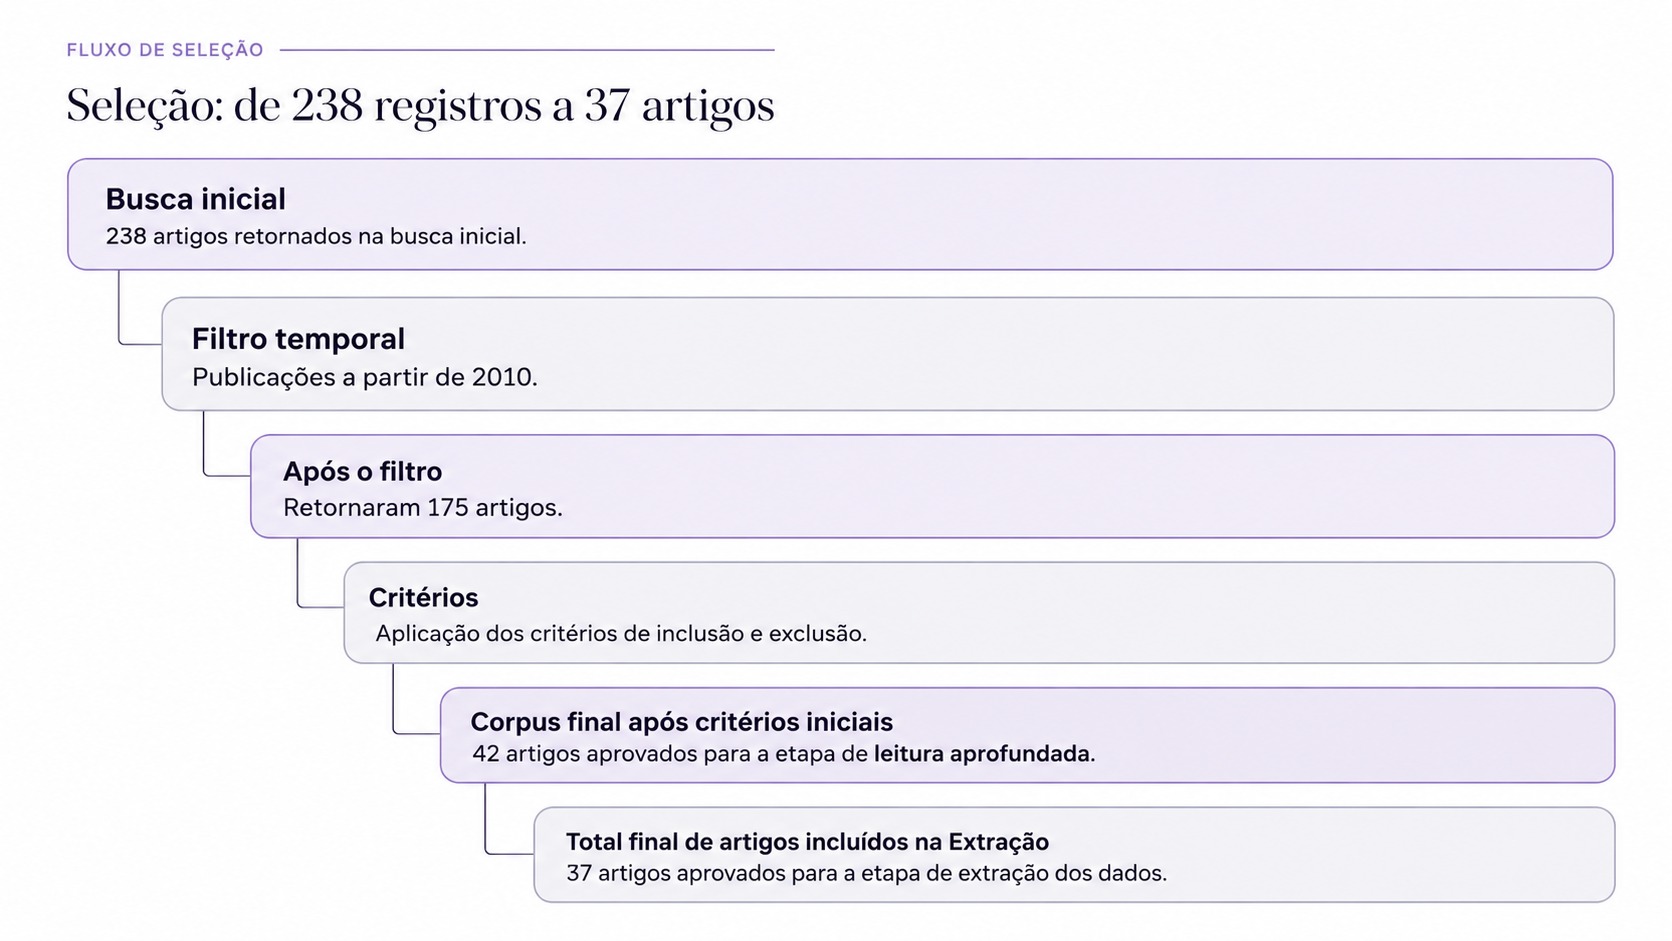 FLUXO DE SELEÇÃO
Seleção: de 238 registros a 37 artigos
Busca inicial
238 artigos retornados na busca inicial.
Filtro temporal
Publicações a partir de 2010.
Após o filtro
Retornaram 175 artigos.
Critérios
Aplicação dos critérios de inclusão e exclusão.
Corpus final após critérios iniciais
42 artigos aprovados para a etapa de leitura aprofundada.
Total final de artigos incluídos na Extração
37 artigos aprovados para a etapa de extração dos dados.